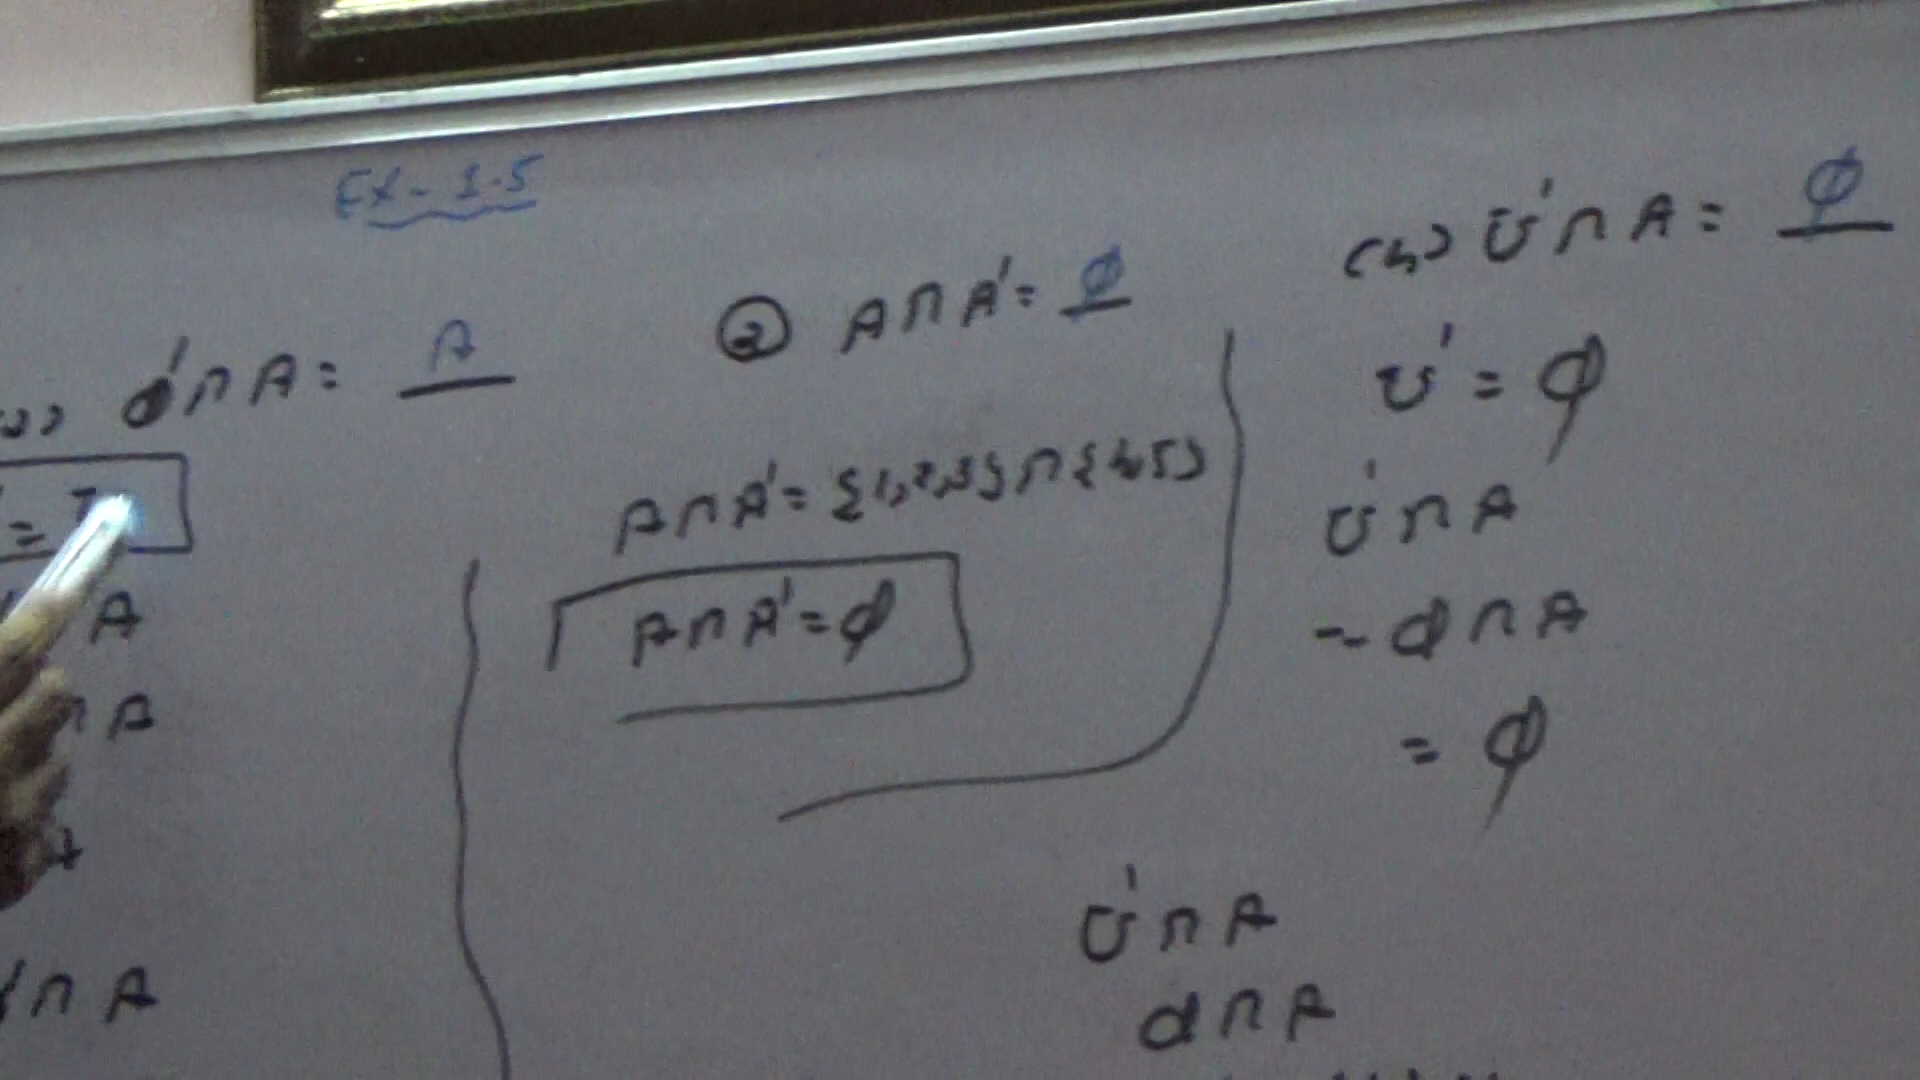 Ex- 1.5
ϕ'∩A= A
A
∩A
∩A
② A∩A'= ϕ
A∩A'= {1,2,3}∩{4,5}
A∩A'=ϕ
U'∩A= ϕ
U' = ϕ
U'∩A
ϕ∩A
= ϕ
U'∩A
ϕ∩A